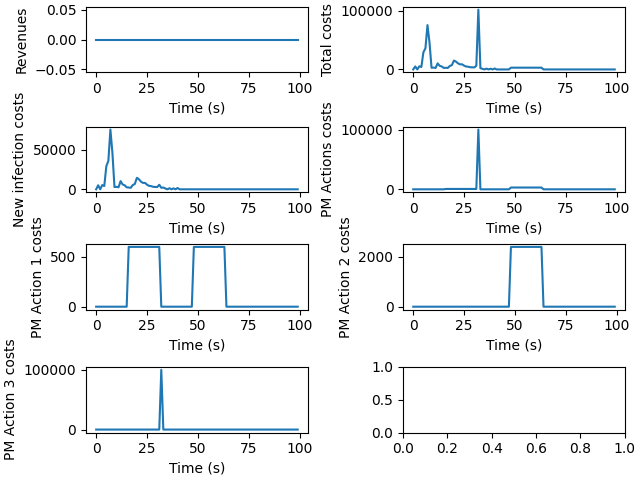 Revenues
0.05
0.00
−0.05
0 25 50 75 100
Time (s)
Total costs
100000
0
0 25 50 75 100
Time (s)
New infection costs
50000
0
0 25 50 75 100
Time (s)
PM Actions costs
100000
0
0 25 50 75 100
Time (s)
PM Action 1 costs
500
0
0 25 50 75 100
Time (s)
PM Action 2 costs
2000
0
0 25 50 75 100
Time (s)
PM Action 3 costs
100000
0
0 25 50 75 100
Time (s)
1.0
0.5
0.0
0.0 0.2 0.4 0.6 0.8 1.0